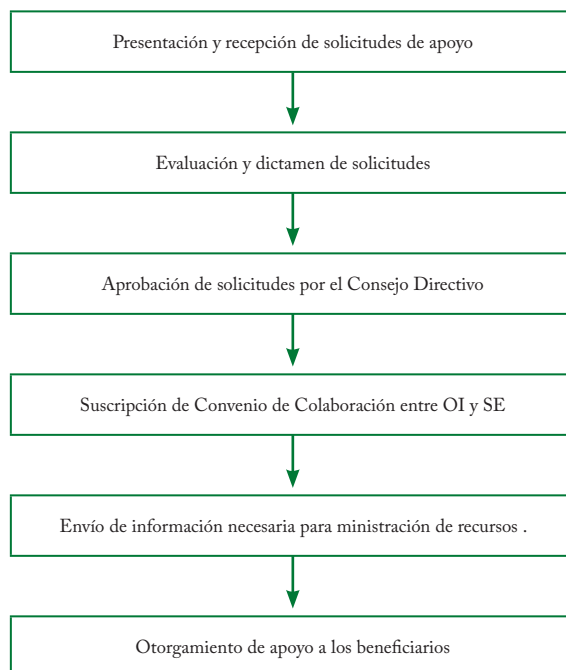 Presentación y recepción de solicitudes de apoyo
Evaluación y dictamen de solicitudes
Aprobación de solicitudes por el Consejo Directivo
Suscripción de Convenio de Colaboración entre OI y SE
Envío de información necesaria para ministración de recursos .
Otorgamiento de apoyo a los beneficiarios